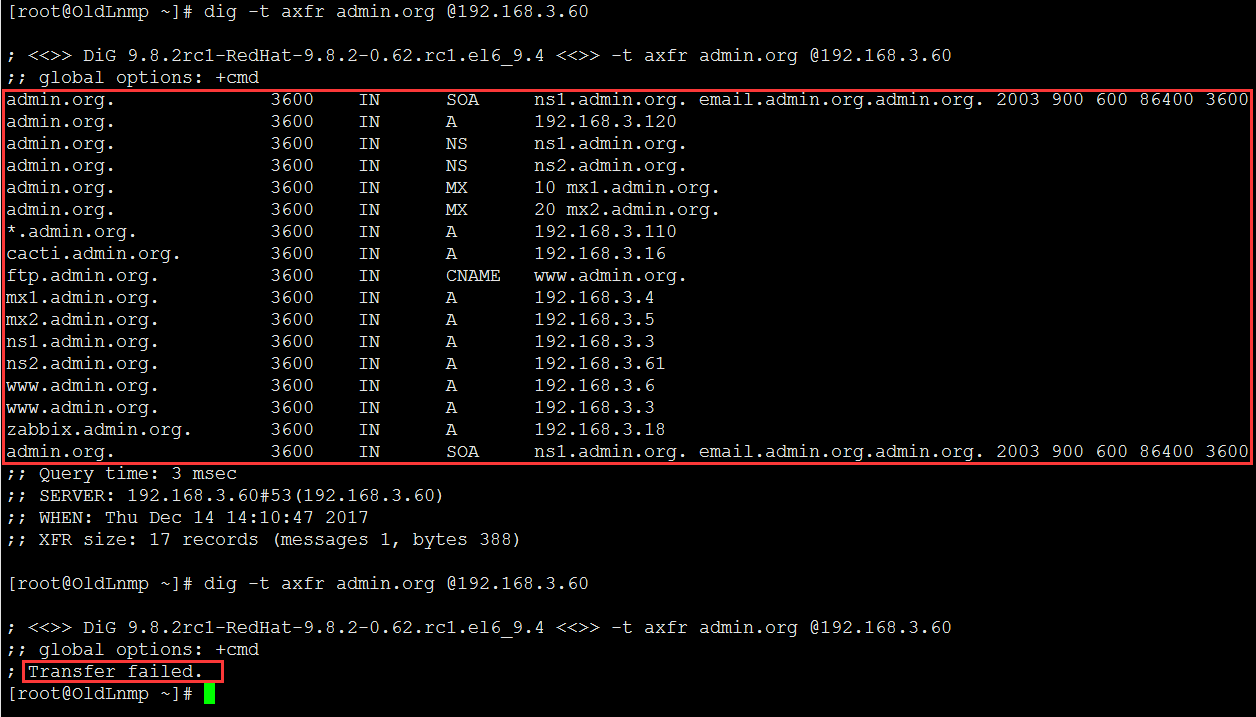 [root@OldLnmp ~]# dig -t axfr admin.org @192.168.3.60
; <<>> DiG 9.8.2rc1-RedHat-9.8.2-0.62.rc1.el6_9.4 <<>> -t axfr admin.org @192.168.3.60
;; global options: +cmd
admin.org. 3600 IN SOA ns1.admin.org. email.admin.org.admin.org. 2003 900 600 86400 3600
admin.org. 3600 IN A 192.168.3.120
admin.org. 3600 IN NS ns1.admin.org.
admin.org. 3600 IN NS ns2.admin.org.
admin.org. 3600 IN MX 10 mx1.admin.org.
admin.org. 3600 IN MX 20 mx2.admin.org.
*.admin.org. 3600 IN A 192.168.3.110
cacti.admin.org. 3600 IN A 192.168.3.16
ftp.admin.org. 3600 IN CNAME www.admin.org.
mx1.admin.org. 3600 IN A 192.168.3.4
mx2.admin.org. 3600 IN A 192.168.3.5
ns1.admin.org. 3600 IN A 192.168.3.3
ns2.admin.org. 3600 IN A 192.168.3.61
www.admin.org. 3600 IN A 192.168.3.6
www.admin.org. 3600 IN A 192.168.3.3
zabbix.admin.org. 3600 IN A 192.168.3.18
admin.org. 3600 IN SOA ns1.admin.org. email.admin.org.admin.org. 2003 900 600 86400 3600
;; Query time: 3 msec
;; SERVER: 192.168.3.60#53(192.168.3.60)
;; WHEN: Thu Dec 14 14:10:47 2017
;; XFR size: 17 records (messages 1, bytes 388)
[root@OldLnmp ~]# dig -t axfr admin.org @192.168.3.60
; <<>> DiG 9.8.2rc1-RedHat-9.8.2-0.62.rc1.el6_9.4 <<>> -t axfr admin.org @192.168.3.60
;; global options: +cmd
; Transfer failed.
[root@OldLnmp ~]#